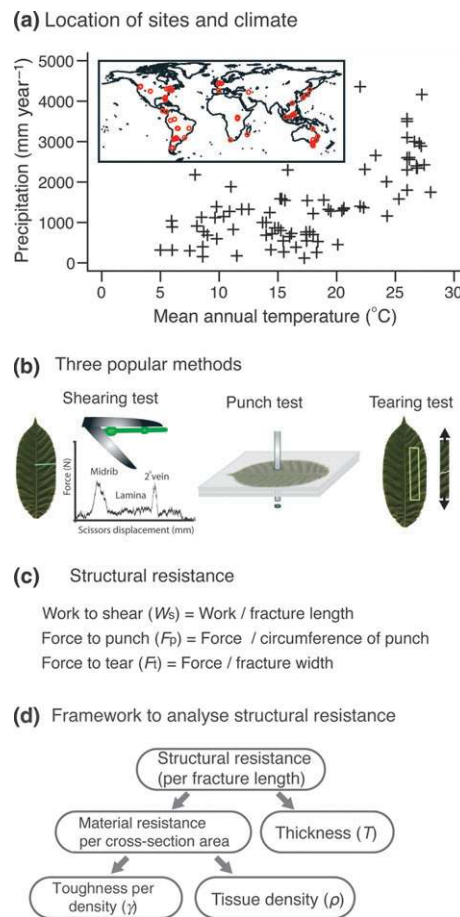 (a) Location of sites and climate
Precipitation (mm year⁻¹)
5000
4000
3000
2000
1000
0
0 5 10 15 20 25 30
Mean annual temperature (°C)
(b) Three popular methods
Shearing test
Punch test
Tearing test
Force (N)
Midrib
2°vein
Lamina
Scissors displacement (mm)
(c) Structural resistance
Work to shear (Ws) = Work / fracture length
Force to punch (Fp) = Force / circumference of punch
Force to tear (Ft) = Force / fracture width
(d) Framework to analyse structural resistance
Structural resistance
(per fracture length)
Material resistance
per cross-section area
Thickness (T)
Toughness per
density (γ)
Tissue density (ρ)